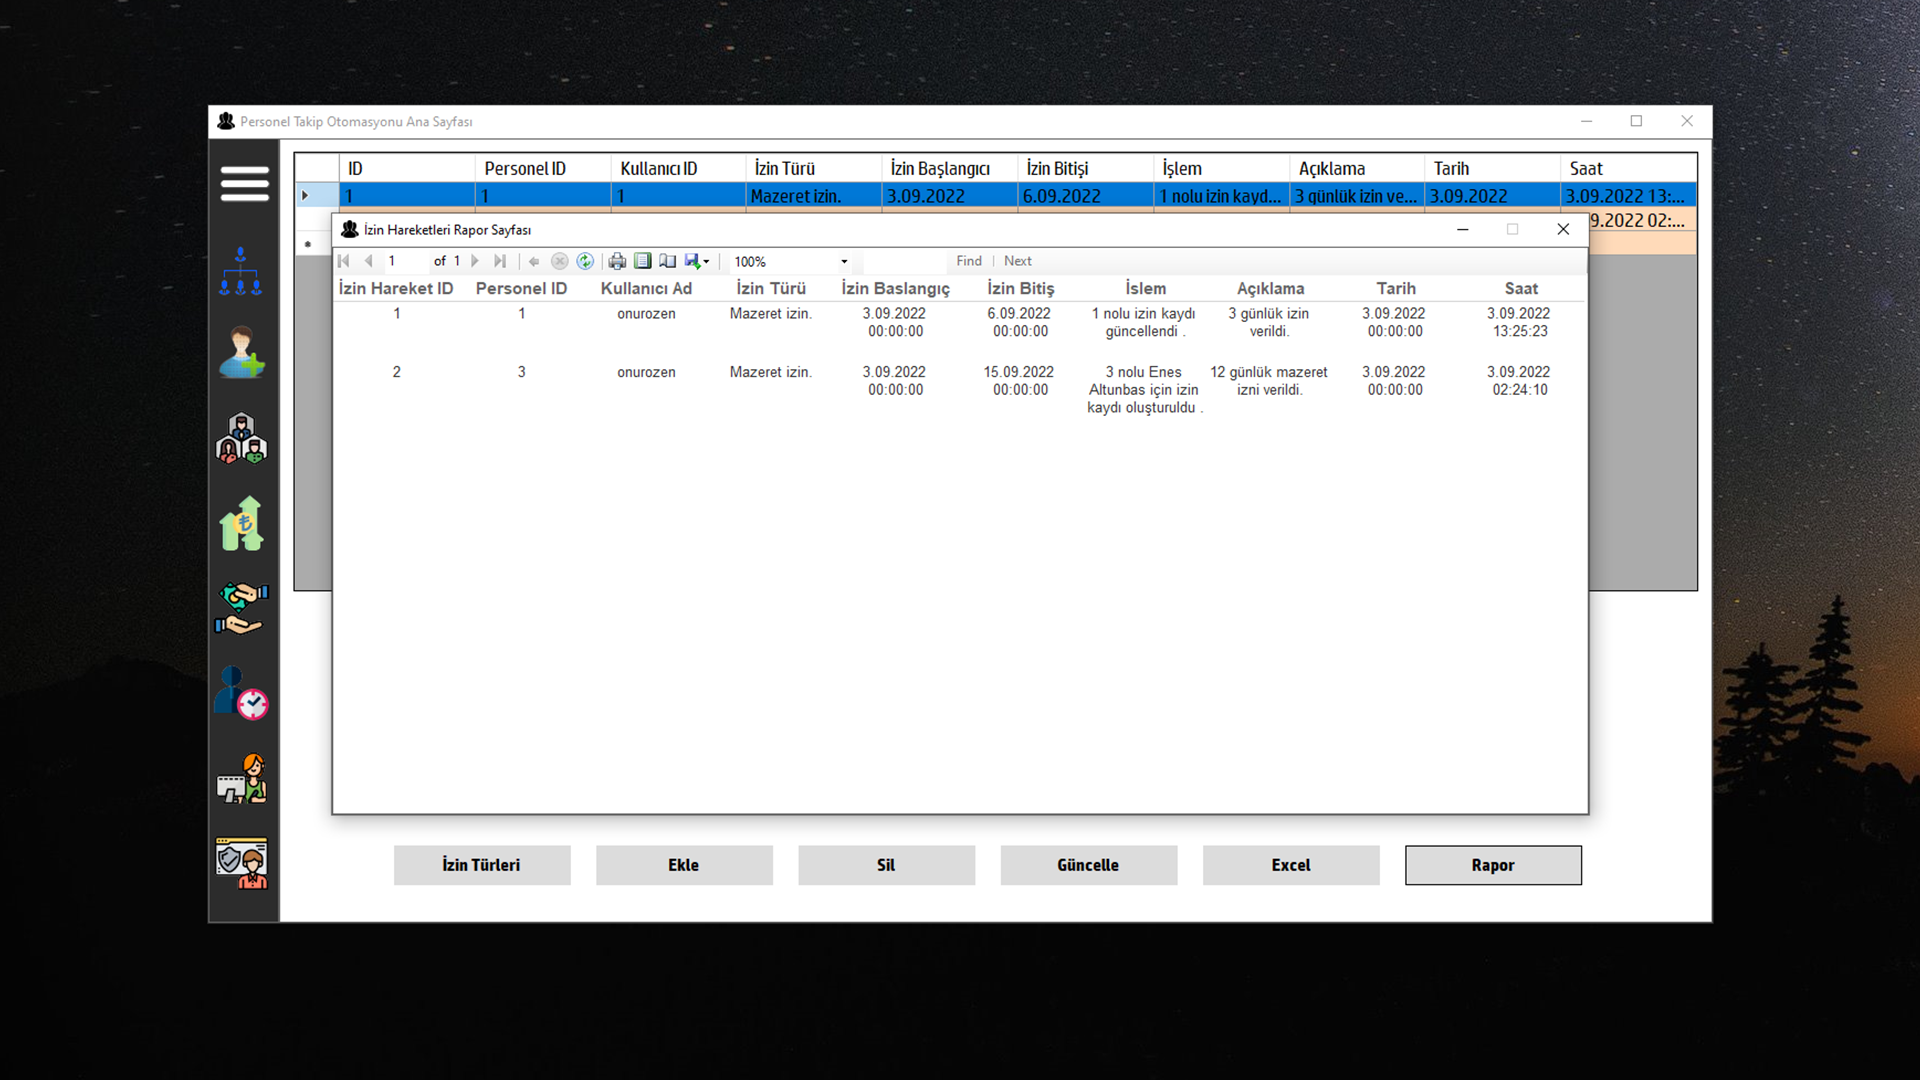 Personel Takip Otomasyonu Ana Sayfası
ID Personel ID Kullanıcı ID İzin Türü İzin Başlangıcı İzin Bitişi İşlem Açıklama Tarih Saat
1 1 1 Mazeret izin. 3.09.2022 6.09.2022 1 nolu izin kayd... 3 günlük izin ve... 3.09.2022 3.09.2022 13:...
9.2022 02:...
İzin Hareketleri Rapor Sayfası
1 of 1 100% Find Next
İzin Hareket ID Personel ID Kullanıcı Ad İzin Türü İzin Baslangıç İzin Bitiş İslem Açıklama Tarih Saat
1 1 onurozen Mazeret izin. 3.09.2022 6.09.2022 1 nolu izin kaydı 3 günlük izin 3.09.2022 3.09.2022
00:00:00 00:00:00 güncellendi . verildi. 00:00:00 13:25:23
2 3 onurozen Mazeret izin. 3.09.2022 15.09.2022 3 nolu Enes 12 günlük mazeret 3.09.2022 3.09.2022
00:00:00 00:00:00 Altunbas için izin izni verildi. 00:00:00 02:24:10
kaydı oluşturuldu .
İzin Türleri Ekle Sil Güncelle Excel Rapor